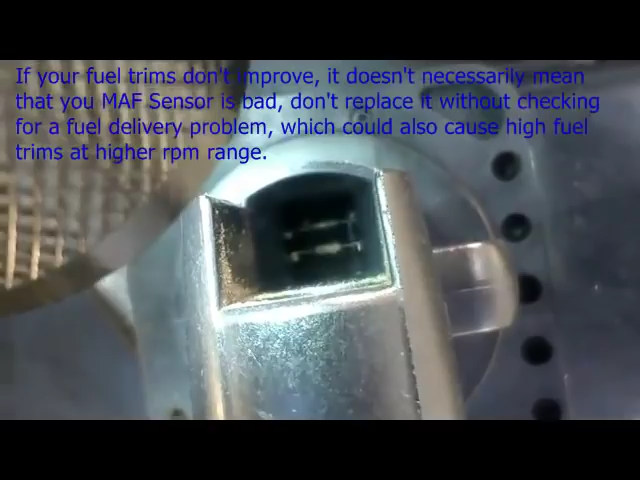 If your fuel trims don't improve, it doesn't necessarily mean
that you MAF Sensor is bad, don't replace it without checking
for a fuel delivery problem, which could also cause high fuel
trims at higher rpm range.